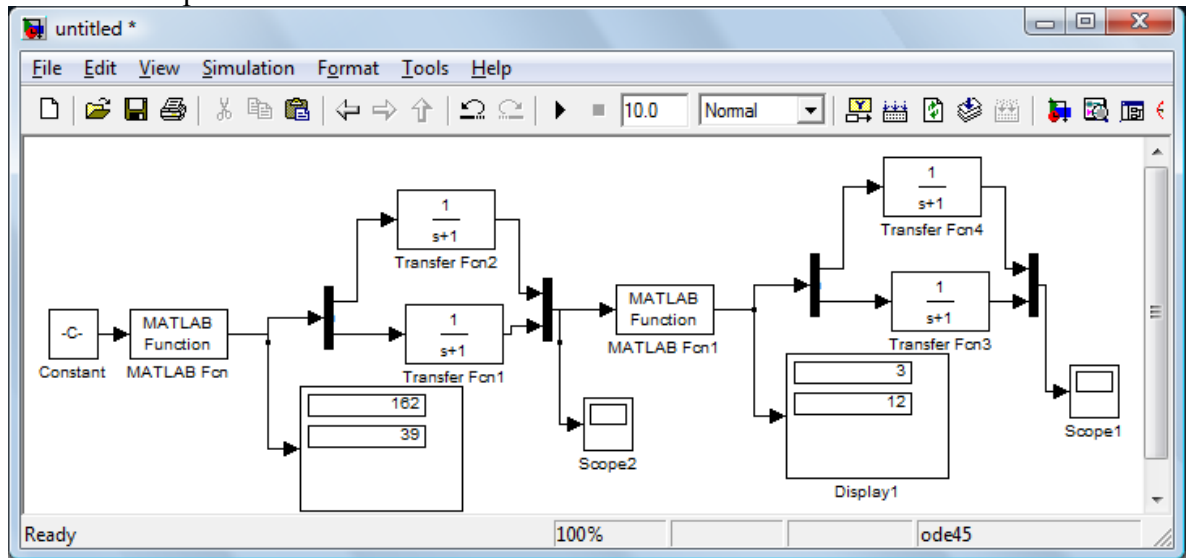 untitled *
File Edit View Simulation Format Tools Help
10.0 Normal
1
s+1
Transfer Fcn2
1
s+1
Transfer Fcn4
-C-
Constant
MATLAB
Function
MATLAB Fcn
1
s+1
Transfer Fcn1
MATLAB
Function
MATLAB Fcn1
1
s+1
Transfer Fcn3
162
39
Scope2
3
12
Display1
Scope1
Ready 100% ode45